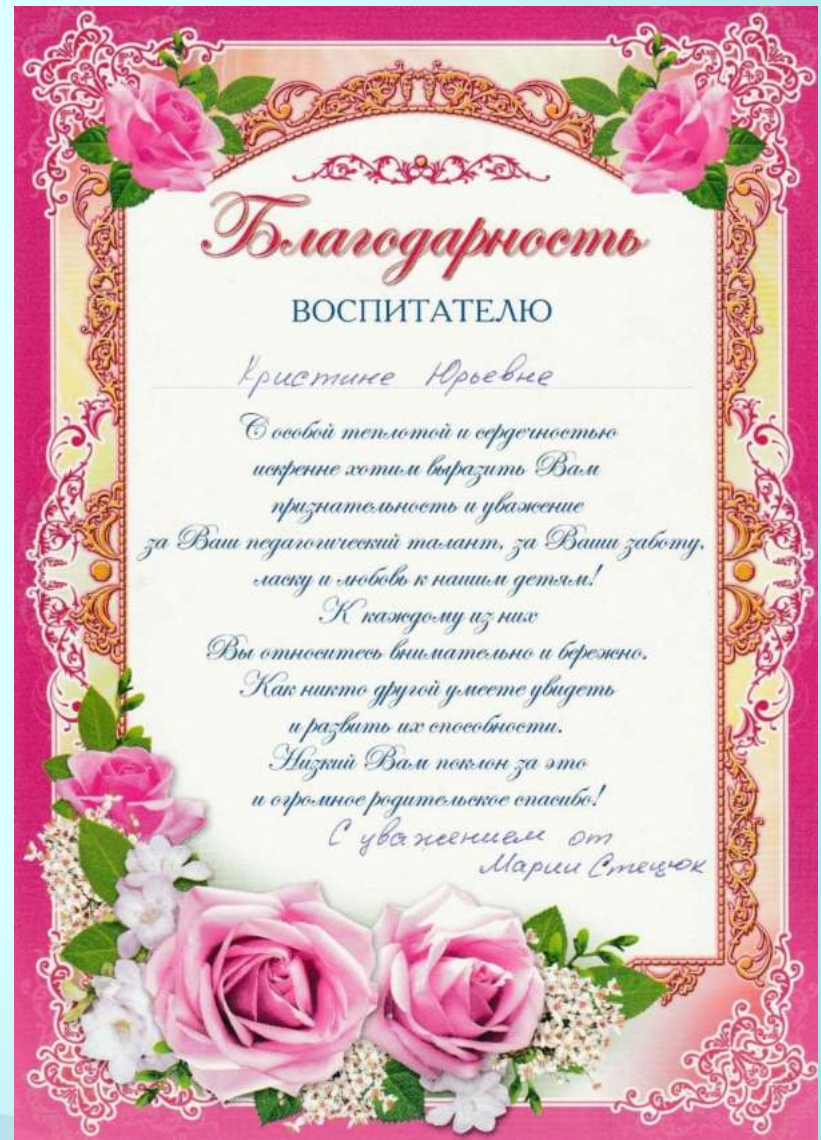 Благодарность
ВОСПИТАТЕЛЮ
Кристине Юрьевне
С особой теплотой и сердечностью
искренне хотим выразить Вам
признательность и уважение
за Ваш педагогический талант, за Вашу заботу,
ласку и любовь к нашим детям!
К каждому из них
Вы относитесь внимательно и бережно.
Как никто другой умеете увидеть
и развить их способности.
Низкий Вам поклон за это
и огромное родительское спасибо!
С уважением от
Марии Стецюк